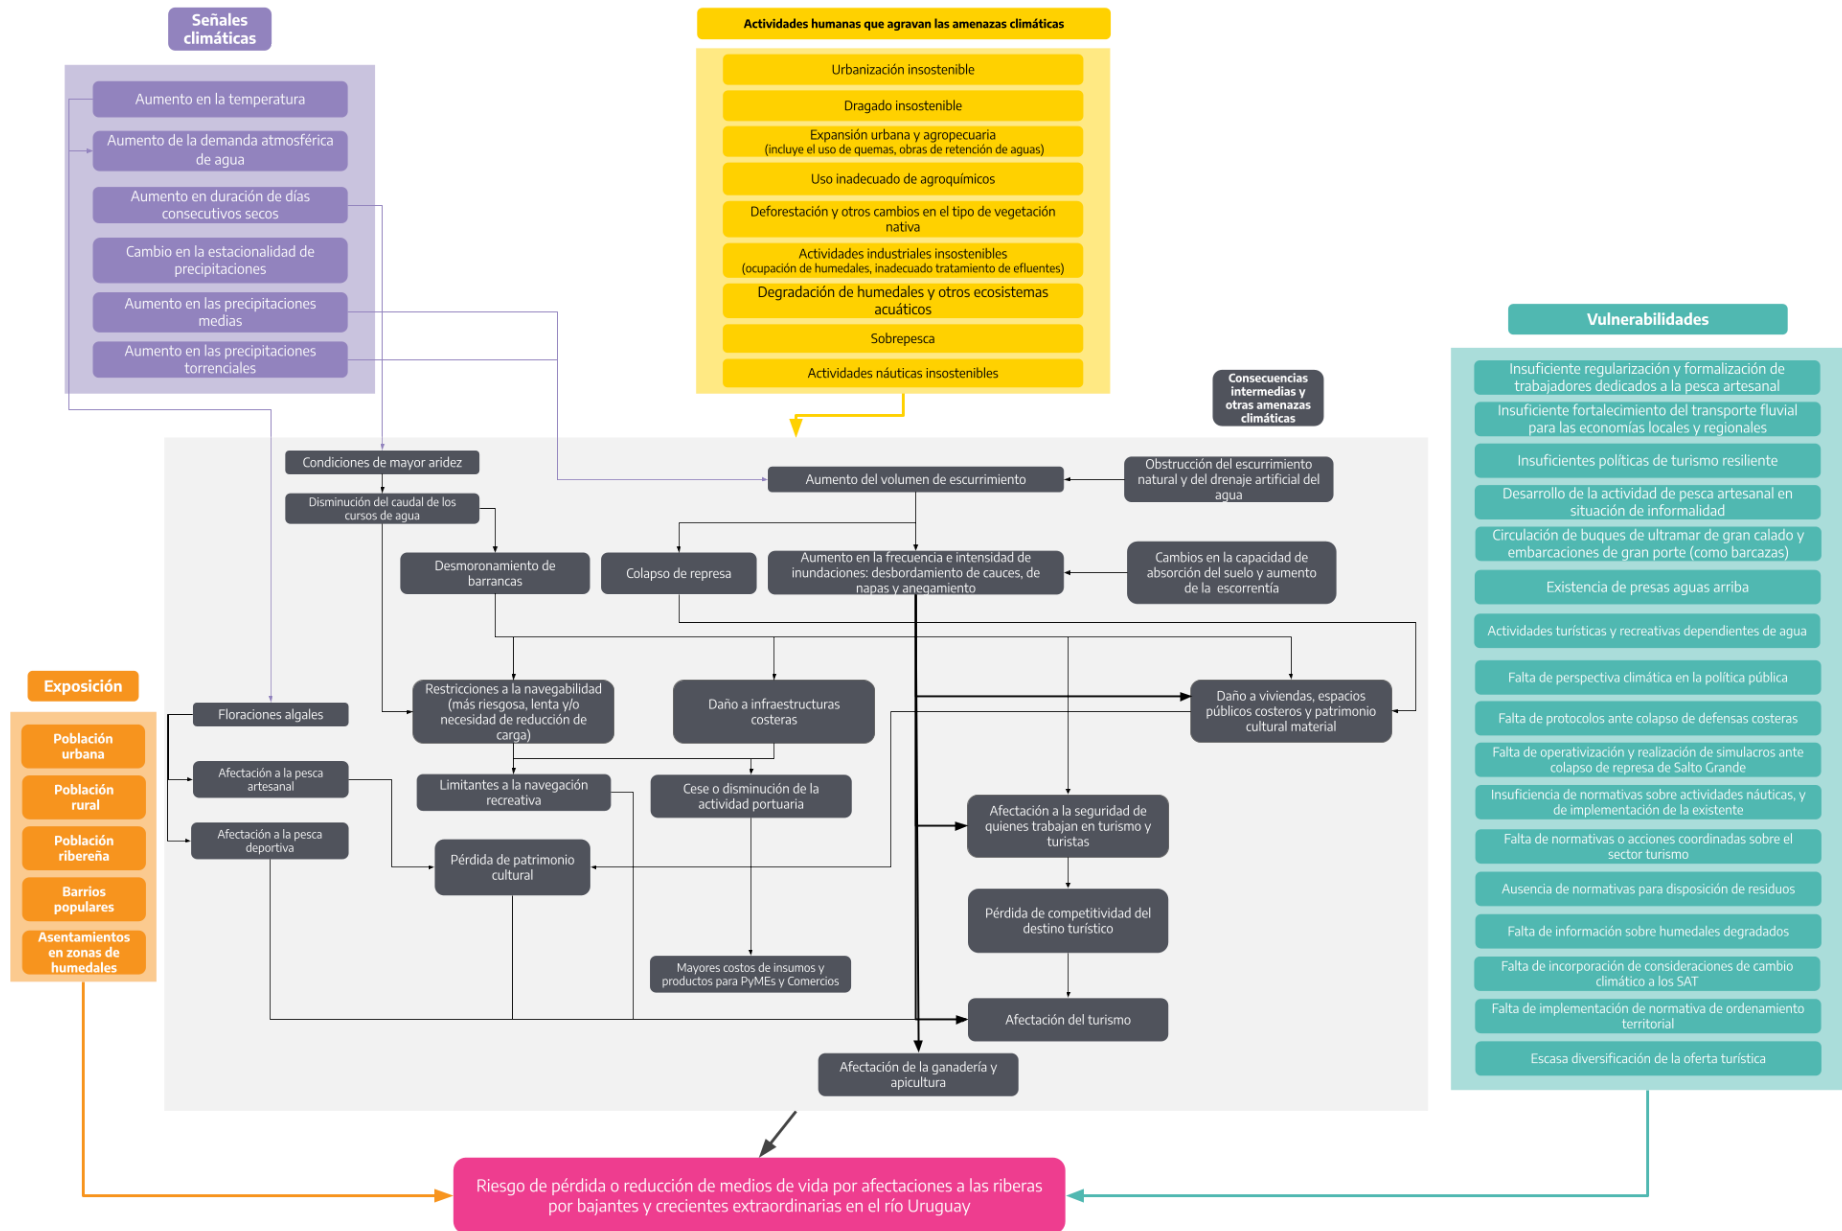 Señales
climáticas
Aumento en la temperatura
Aumento de la demanda atmosférica
de agua
Aumento en duración de días
consecutivos secos
Cambio en la estacionalidad de
precipitaciones
Aumento en las precipitaciones
medias
Aumento en las precipitaciones
torrenciales
Actividades humanas que agravan las amenazas climáticas
Urbanización insostenible
Dragado insostenible
Expansión urbana y agropecuaria
(incluye el uso de quemas, obras de retención de aguas)
Uso inadecuado de agroquímicos
Deforestación y otros cambios en el tipo de vegetación
nativa
Actividades industriales insostenibles
(ocupación de humedales, inadecuado tratamiento de efluentes)
Degradación de humedales y otros ecosistemas
acuáticos
Sobrepesca
Actividades náuticas insostenibles
Consecuencias
intermedias y
otras amenazas
climáticas
Condiciones de mayor aridez
Disminución del caudal de los
cursos de agua
Aumento del volumen de escurrimiento
Obstrucción del escurrimiento
natural y del drenaje artificial del
agua
Desmoronamiento de
barrancas
Colapso de represa
Aumento en la frecuencia e intensidad de
inundaciones: desbordamiento de cauces, de
napas y anegamiento
Cambios en la capacidad de
absorción del suelo y aumento
de la escorrentía
Floraciones algales
Restricciones a la navegabilidad
(más riesgosa, lenta y/o
necesidad de reducción de
carga)
Daño a infraestructuras
costeras
Daño a viviendas, espacios
públicos costeros y patrimonio
cultural material
Afectación a la pesca
artesanal
Limitantes a la navegación
recreativa
Cese o disminución de la
actividad portuaria
Afectación a la seguridad de
quienes trabajan en turismo y
turistas
Afectación a la pesca
deportiva
Pérdida de patrimonio
cultural
Pérdida de competitividad del
destino turístico
Mayores costos de insumos y
productos para PyMEs y Comercios
Afectación del turismo
Afectación de la ganadería y
apicultura
Exposición
Población
urbana
Población
rural
Población
ribereña
Barrios
populares
Asentamientos
en zonas de
humedales
Vulnerabilidades
Insuficiente regularización y formalización de
trabajadores dedicados a la pesca artesanal
Insuficiente fortalecimiento del transporte fluvial
para las economías locales y regionales
Insuficientes políticas de turismo resiliente
Desarrollo de la actividad de pesca artesanal en
situación de informalidad
Circulación de buques de ultramar de gran calado y
embarcaciones de gran porte (como barcazas)
Existencia de presas aguas arriba
Actividades turísticas y recreativas dependientes de agua
Falta de perspectiva climática en la política pública
Falta de protocolos ante colapso de defensas costeras
Falta de operativización y realización de simulacros ante
colapso de represa de Salto Grande
Insuficiencia de normativas sobre actividades náuticas, y
de implementación de la existente
Falta de normativas o acciones coordinadas sobre el
sector turismo
Ausencia de normativas para disposición de residuos
Falta de información sobre humedales degradados
Falta de incorporación de consideraciones de cambio
climático a los SAT
Falta de implementación de normativa de ordenamiento
territorial
Escasa diversificación de la oferta turística
Riesgo de pérdida o reducción de medios de vida por afectaciones a las riberas
por bajantes y crecientes extraordinarias en el río Uruguay